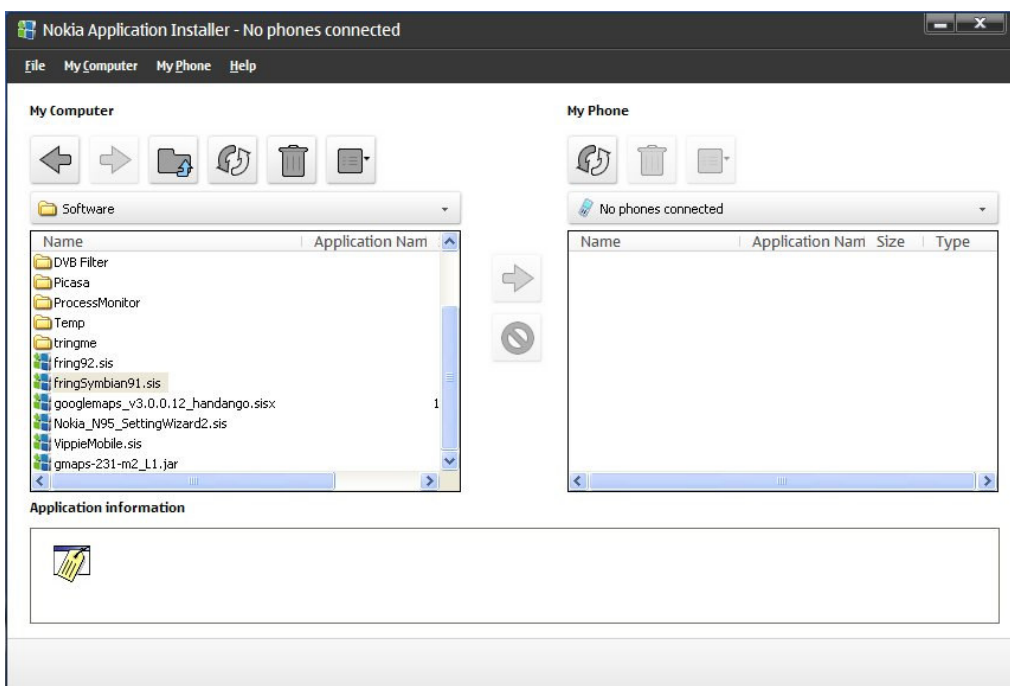 Nokia Application Installer - No phones connected
File My Computer My Phone Help
My Computer
Software
Name Application Nam
DVB Filter
Picasa
ProcessMonitor
Temp
tringme
fring92.sis
fringSymbian91.sis
googlemaps_v3.0.0.12_handango.sisx 1
Nokia_N95_SettingWizard2.sis
VippieMobile.sis
gmaps-231-m2_L1.jar
My Phone
No phones connected
Name Application Nam Size Type
Application information